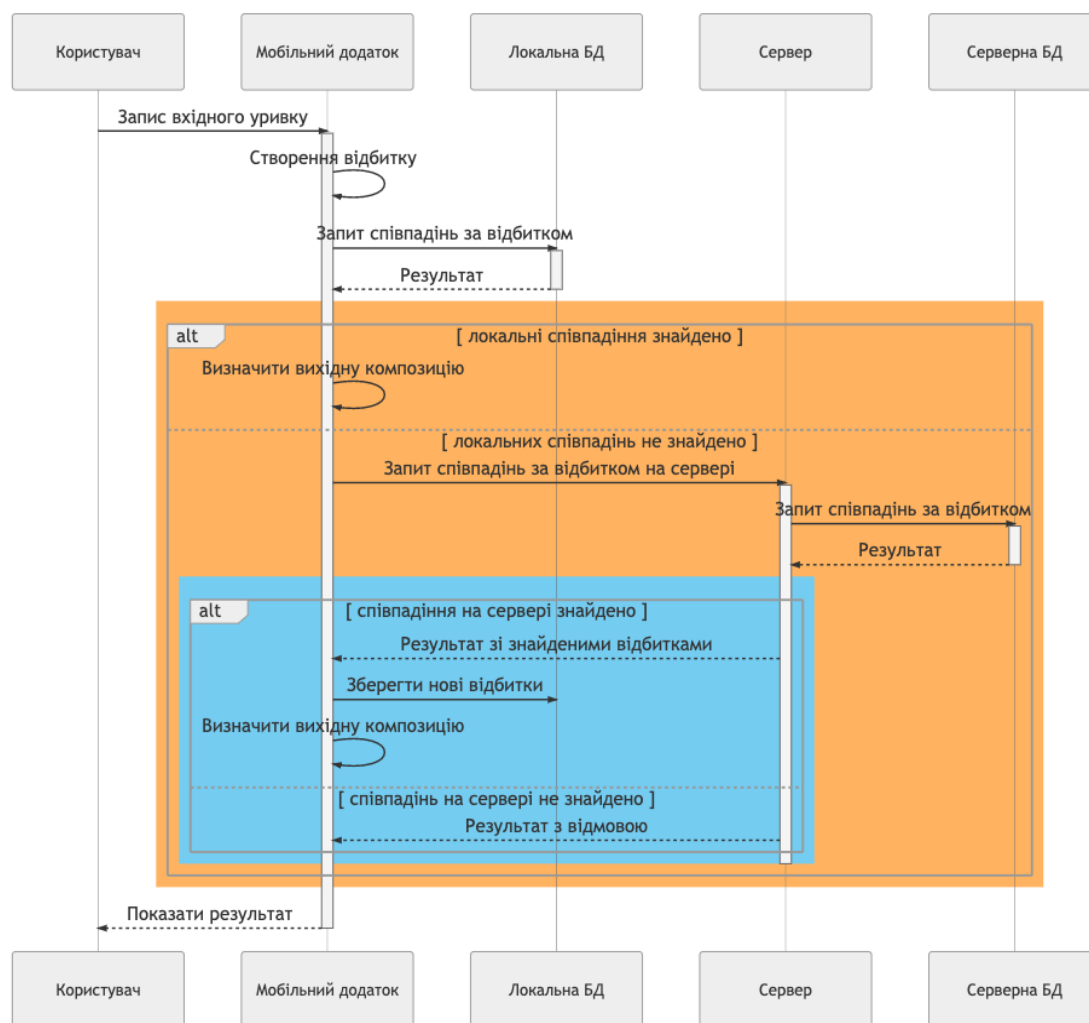 Користувач
Мобільний додаток
Локальна БД
Сервер
Серверна БД
Запис вхідного уривку
Створення відбитку
Запит співпадінь за відбитком
Результат
alt
[ локальні співпадіння знайдено ]
Визначити вихідну композицію
[ локальних співпадінь не знайдено ]
Запит співпадінь за відбитком на сервері
Запит співпадінь за відбитком
Результат
alt
[ співпадіння на сервері знайдено ]
Результат зі знайденими відбитками
Зберегти нові відбитки
Визначити вихідну композицію
[ співпадінь на сервері не знайдено ]
Результат з відмовою
Показати результат
Користувач
Мобільний додаток
Локальна БД
Сервер
Серверна БД